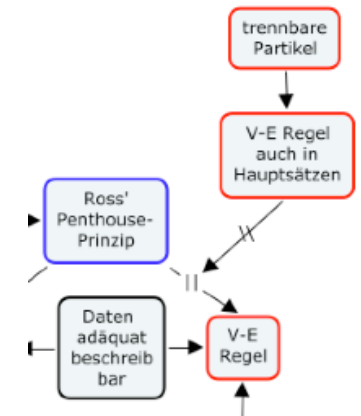 trennbare
Partikel
V-E Regel
auch in
Hauptsätzen
Ross'
Penthouse-
Prinzip
Daten
adäquat
beschreib
bar
V-E
Regel